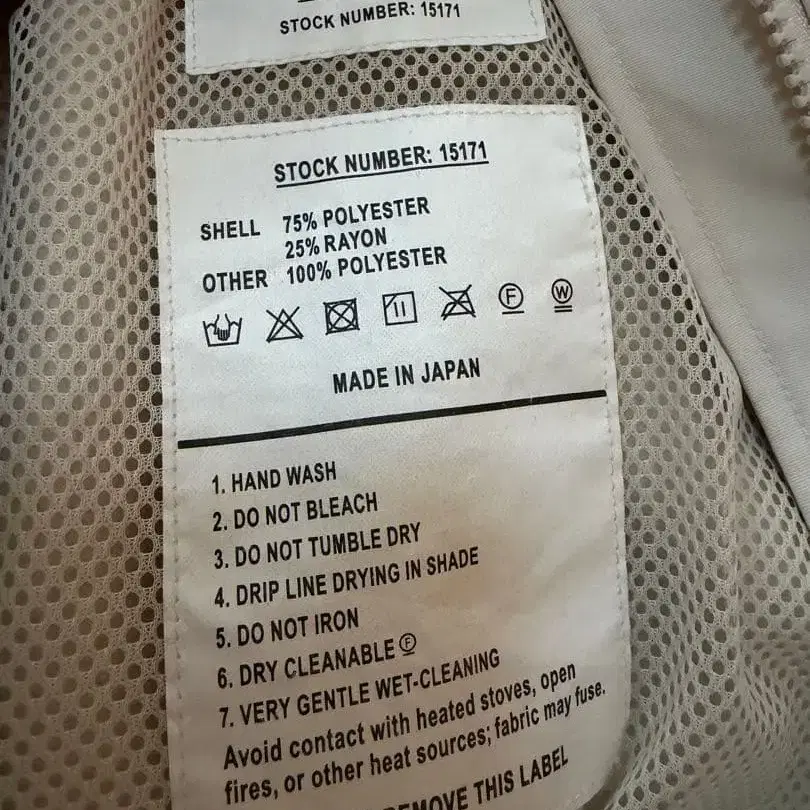 STOCK NUMBER: 15171
STOCK NUMBER: 15171
SHELL 75% POLYESTER
25% RAYON
OTHER 100% POLYESTER
F W
MADE IN JAPAN
1. HAND WASH
2. DO NOT BLEACH
3. DO NOT TUMBLE DRY
4. DRIP LINE DRYING IN SHADE
5. DO NOT IRON
6. DRY CLEANABLE Ⓕ
7. VERY GENTLE WET-CLEANING
Avoid contact with heated stoves, open
fires, or other heat sources; fabric may fuse.
REMOVE THIS LABEL